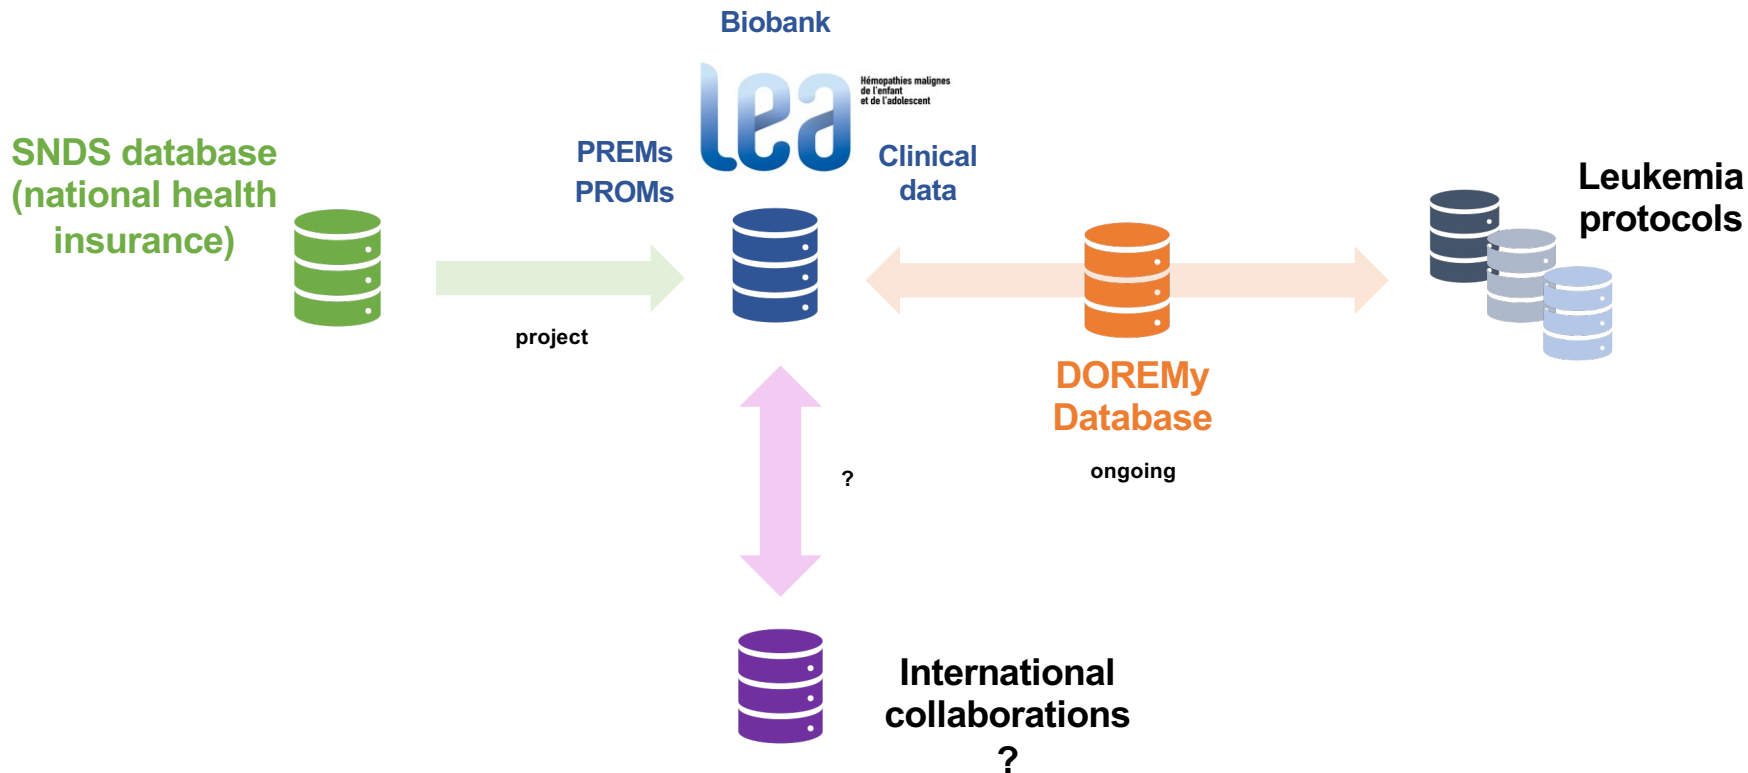 Biobank
lea
Hémopathies malignes
de l'enfant
et de l'adolescent
SNDS database
(national health
insurance)
PREMs
PROMs
Clinical
data
Leukemia
protocols
project
DOREMy
Database
ongoing
?
International
collaborations
?